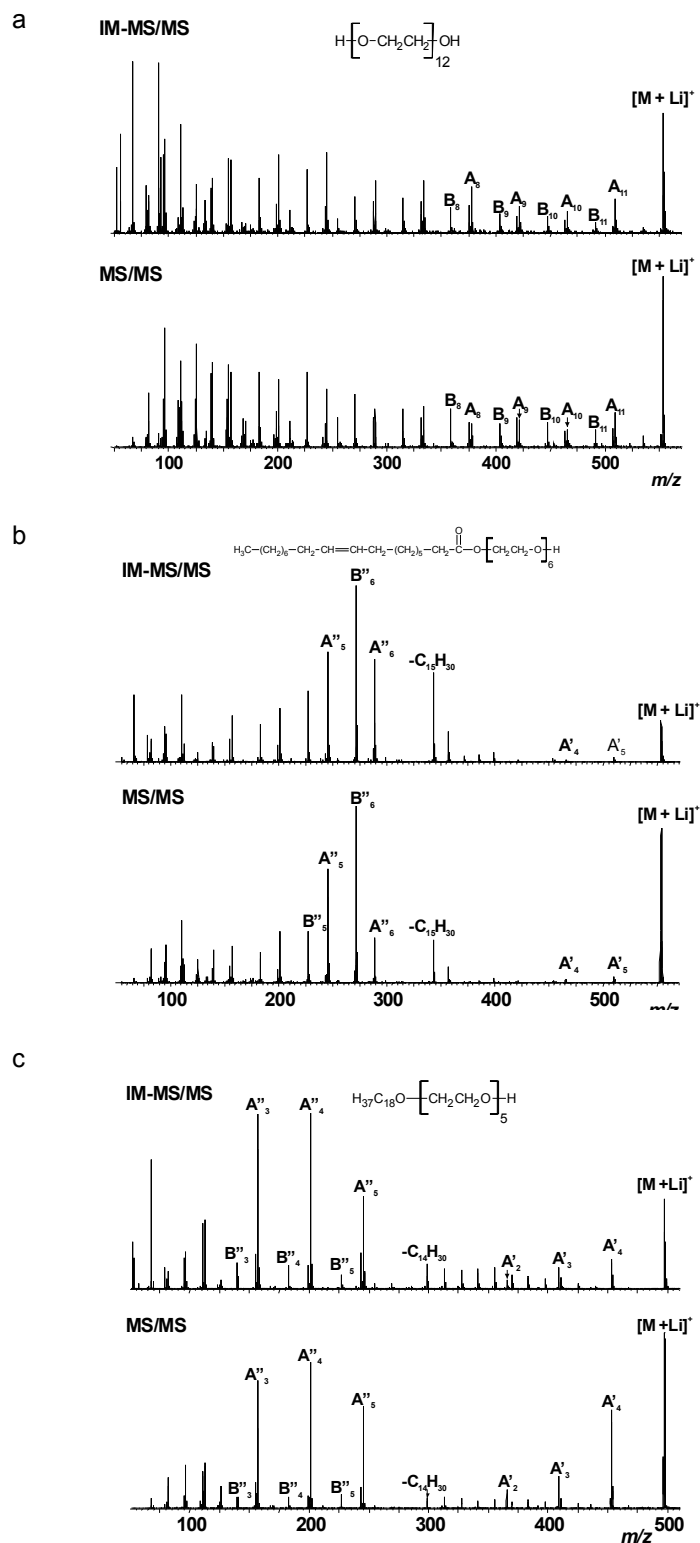 a
IM-MS/MS
H–[O–CH₂CH₂]–OH
12
[M + Li]⁺
B₈ A₈ B₉ A₉ B₁₀ A₁₀ B₁₁ A₁₁
MS/MS
[M + Li]⁺
B₈ A₈ B₉ A₉ B₁₀ A₁₀ B₁₁ A₁₁
100 200 300 400 500
m/z
b
O
H₃C–(CH₂)₆–CH₂–CH=CH–CH₂–(CH₂)₅–CH₂–C–O–[CH₂–CH₂–O]–H
6
IM-MS/MS
B”₆
A”₅ A”₆ -C₁₅H₃₀
[M + Li]⁺
A’₄ A’₅
MS/MS
B”₆
[M + Li]⁺
A”₅
B”₅ A”₆ -C₁₅H₃₀
A’₄ A’₅
100 200 300 400 500
m/z
c
IM-MS/MS
H₃₇C₁₈O–[CH₂CH₂O]–H
5
A”₃ A”₄
[M +Li]⁺
A”₅
B”₃ B”₄ B”₅ -C₁₄H₃₀ A’₂ A’₃ A’₄
MS/MS
[M +Li]⁺
A”₃ A”₄ A”₅ A’₄
B”₃ B”₄ B”₅ -C₁₄H₃₀ A’₂ A’₃
100 200 300 400 500
m/z